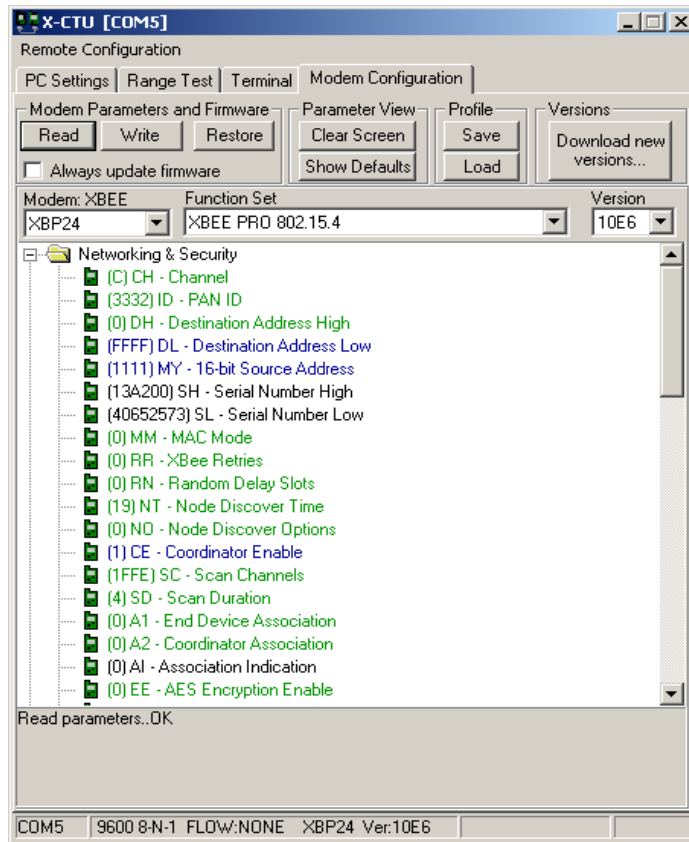 X-CTU [COM5]
Remote Configuration
PC Settings Range Test Terminal Modem Configuration
Modem Parameters and Firmware Parameter View Profile Versions
Read Write Restore Clear Screen Save Download new versions...
Always update firmware Show Defaults Load
Modem: XBEE Function Set Version
XBP24 XBEE PRO 802.15.4 10E6
Networking & Security
(C) CH - Channel
(3332) ID - PAN ID
(0) DH - Destination Address High
(FFFF) DL - Destination Address Low
(1111) MY - 16-bit Source Address
(13A200) SH - Serial Number High
(40652573) SL - Serial Number Low
(0) MM - MAC Mode
(0) RR - XBee Retries
(0) RN - Random Delay Slots
(19) NT - Node Discover Time
(0) NO - Node Discover Options
(1) CE - Coordinator Enable
(1FFE) SC - Scan Channels
(4) SD - Scan Duration
(0) A1 - End Device Association
(0) A2 - Coordinator Association
(0) AI - Association Indication
(0) EE - AES Encryption Enable
Read parameters..OK
COM5 9600 8-N-1 FLOW:NONE XBP24 Ver:10E6